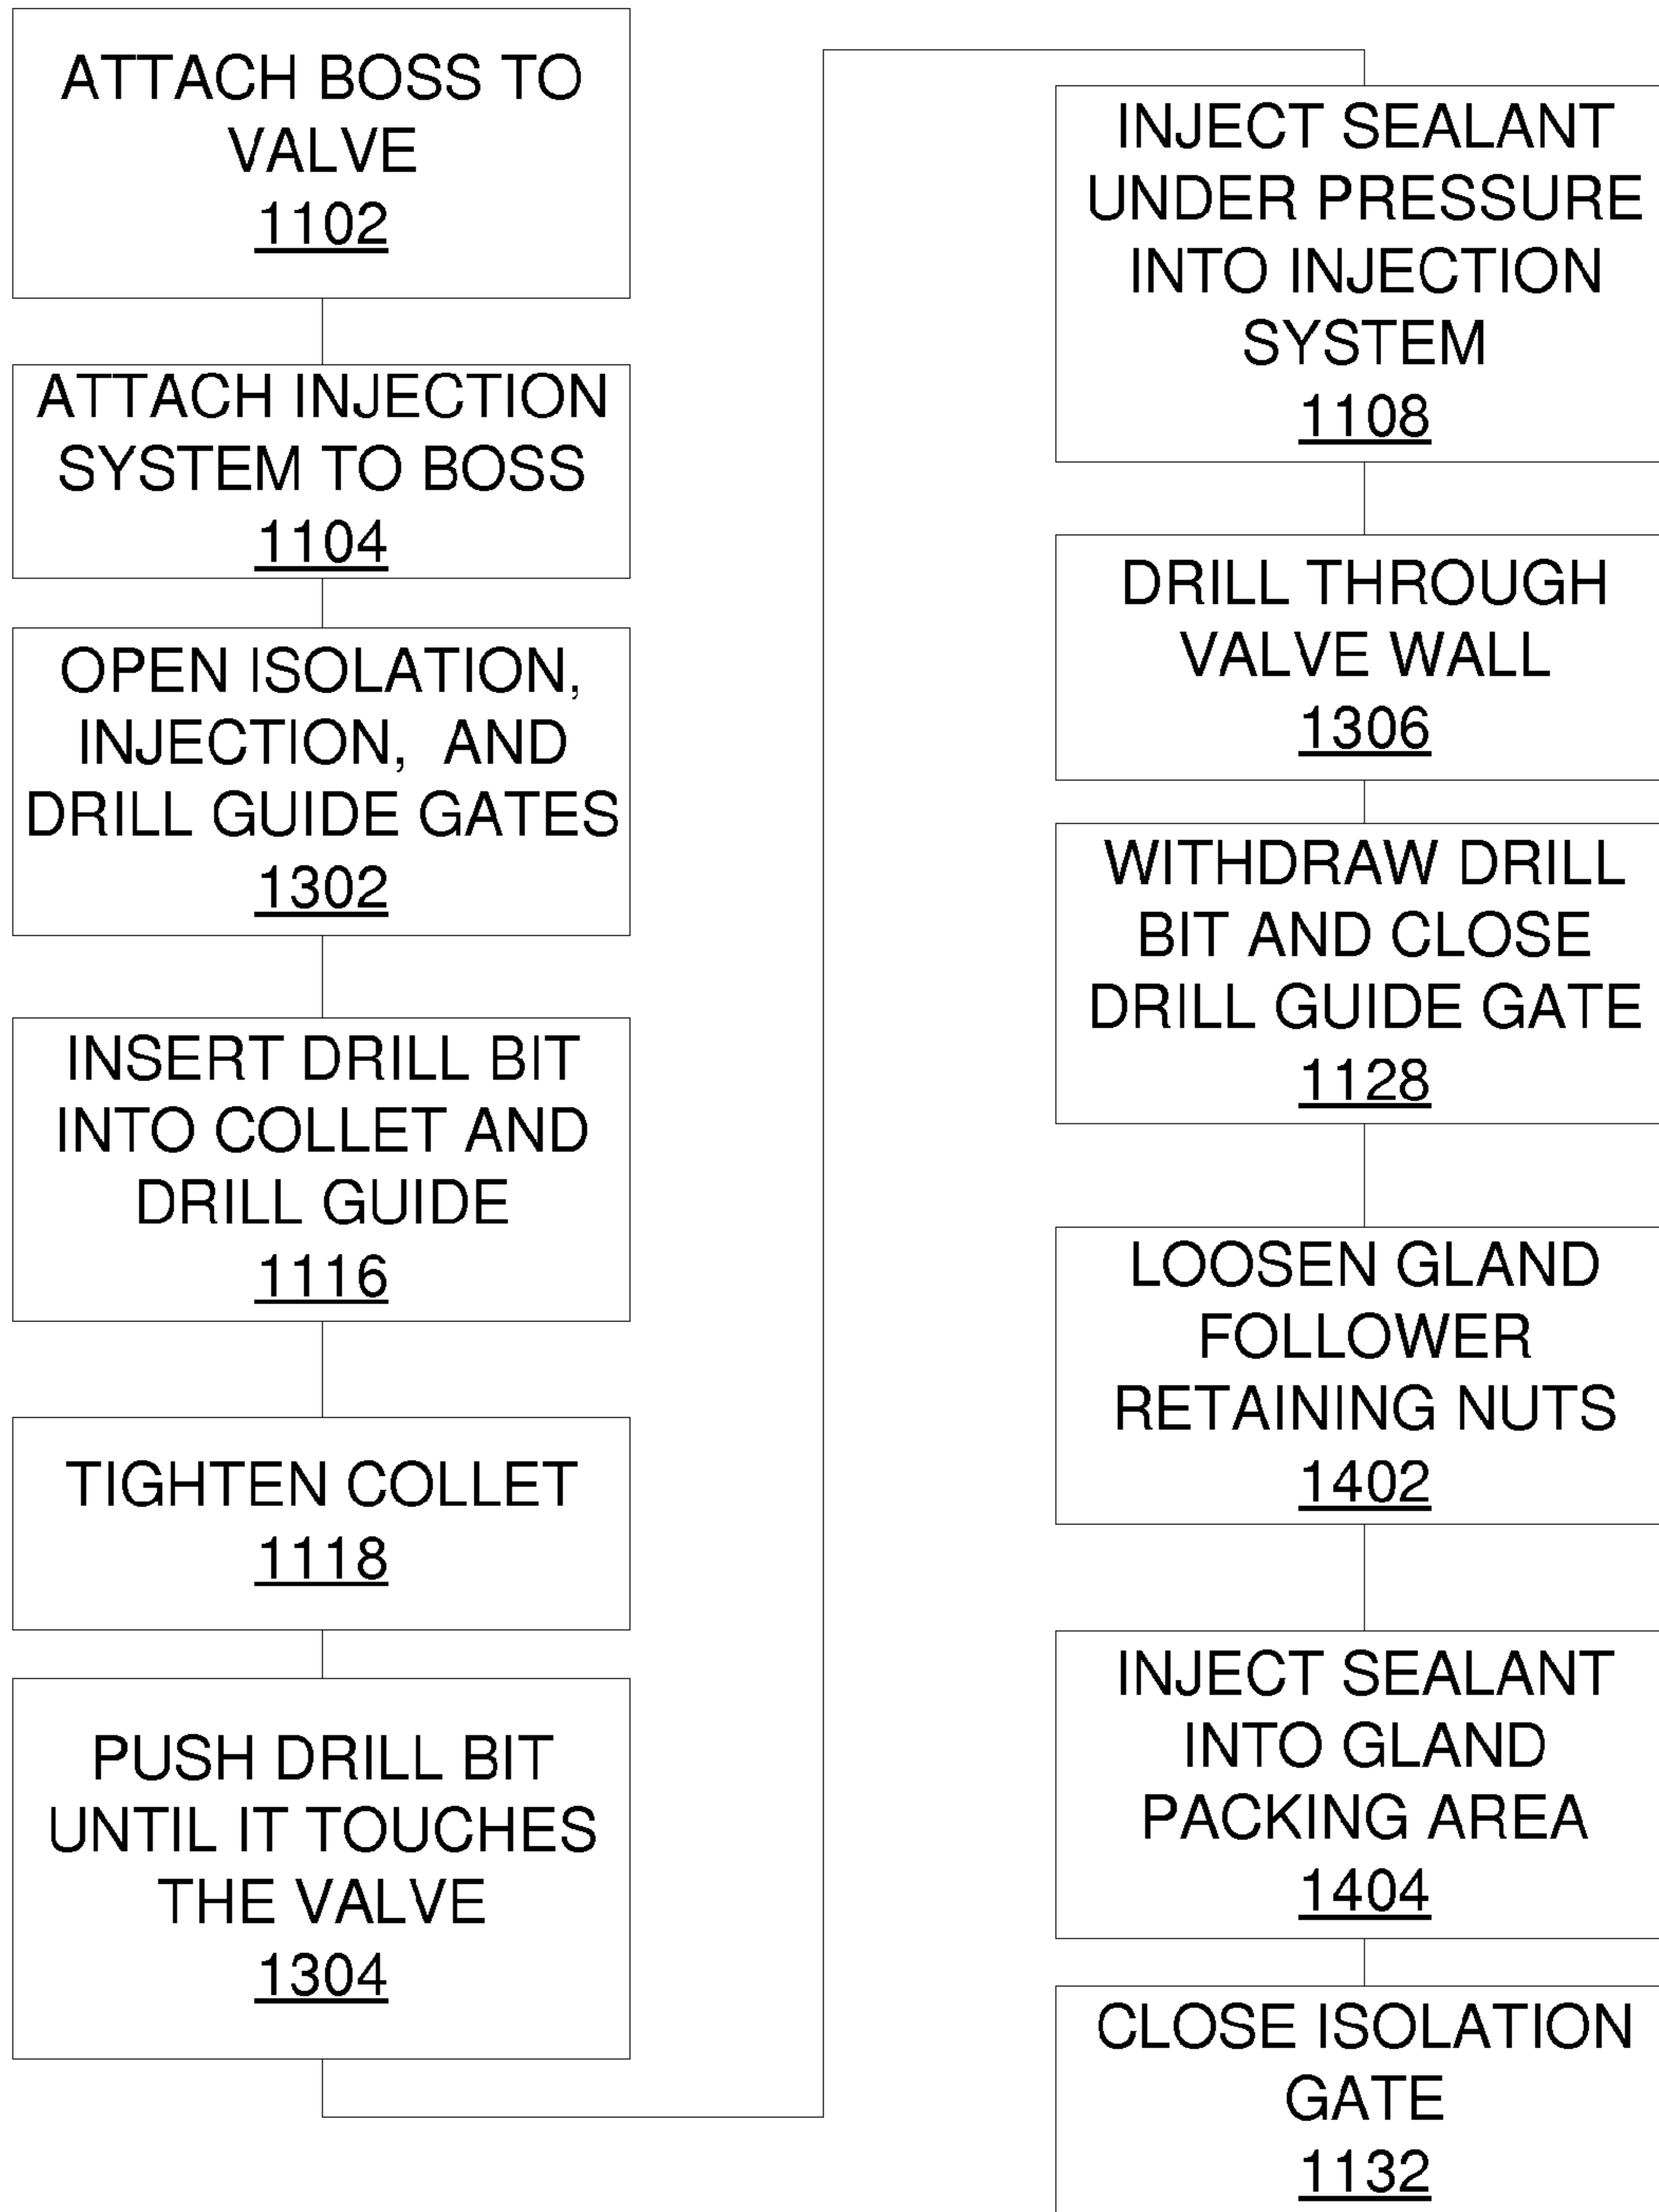 ATTACH BOSS TO
VALVE
1102
ATTACH INJECTION
SYSTEM TO BOSS
1104
OPEN ISOLATION,
INJECTION, AND
DRILL GUIDE GATES
1302
INSERT DRILL BIT
INTO COLLET AND
DRILL GUIDE
1116
TIGHTEN COLLET
1118
PUSH DRILL BIT
UNTIL IT TOUCHES
THE VALVE
1304
INJECT SEALANT
UNDER PRESSURE
INTO INJECTION
SYSTEM
1108
DRILL THROUGH
VALVE WALL
1306
WITHDRAW DRILL
BIT AND CLOSE
DRILL GUIDE GATE
1128
LOOSEN GLAND
FOLLOWER
RETAINING NUTS
1402
INJECT SEALANT
INTO GLAND
PACKING AREA
1404
CLOSE ISOLATION
GATE
1132